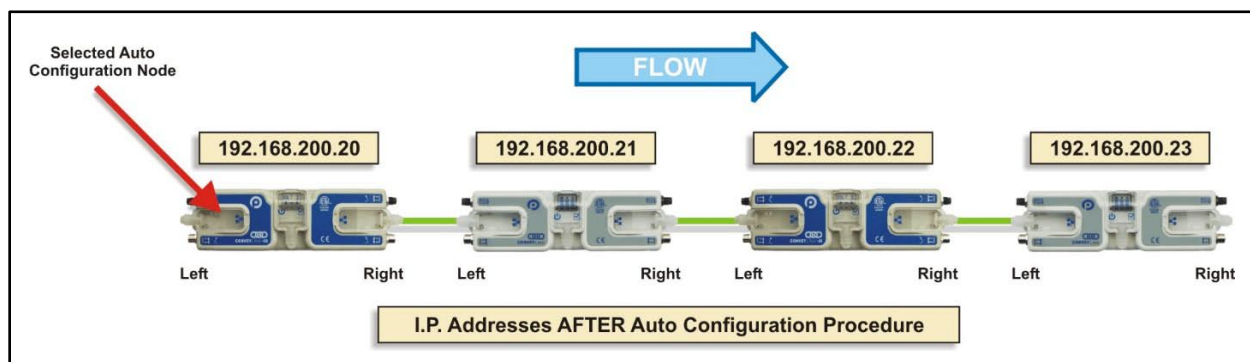 Selected Auto
Configuration Node
FLOW
192.168.200.20
192.168.200.21
192.168.200.22
192.168.200.23
Left
Right
Left
Right
Left
Right
Left
Right
I.P. Addresses AFTER Auto Configuration Procedure